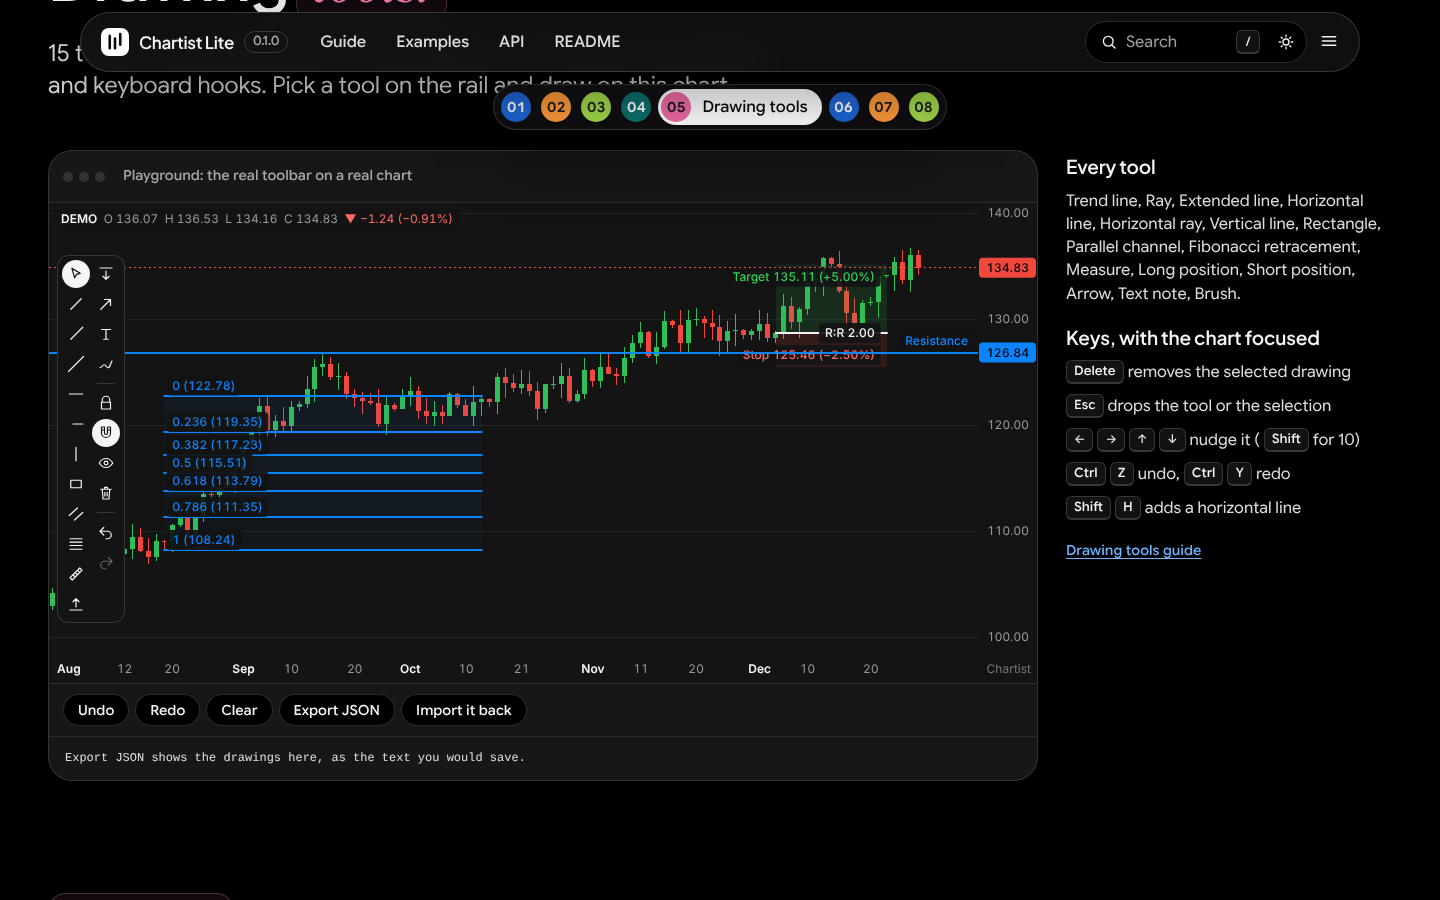 Drawing tools.
Chartist Lite 0.1.0 Guide Examples API README Search /
15 t
and keyboard hooks. Pick a tool on the rail and draw on this chart.
01 02 03 04 05 Drawing tools 06 07 08
Playground: the real toolbar on a real chart
DEMO O 136.07 H 136.53 L 134.16 C 134.83 ▼ −1.24 (−0.91%)
140.00
134.83
Target 135.11 (+5.00%)
130.00
R:R 2.00
Resistance
126.84
Stop 125.46 (−2.50%)
0 (122.78)
120.00
0.236 (119.35)
0.382 (117.23)
0.5 (115.51)
0.618 (113.79)
0.786 (111.35)
110.00
1 (108.24)
100.00
Aug 12 20 Sep 10 20 Oct 10 21 Nov 11 20 Dec 10 20 Chartist
Undo Redo Clear Export JSON Import it back
Export JSON shows the drawings here, as the text you would save.
Every tool
Trend line, Ray, Extended line, Horizontal
line, Horizontal ray, Vertical line, Rectangle,
Parallel channel, Fibonacci retracement,
Measure, Long position, Short position,
Arrow, Text note, Brush.
Keys, with the chart focused
Delete removes the selected drawing
Esc drops the tool or the selection
← → ↑ ↓ nudge it ( Shift for 10)
Ctrl Z undo, Ctrl Y redo
Shift H adds a horizontal line
Drawing tools guide